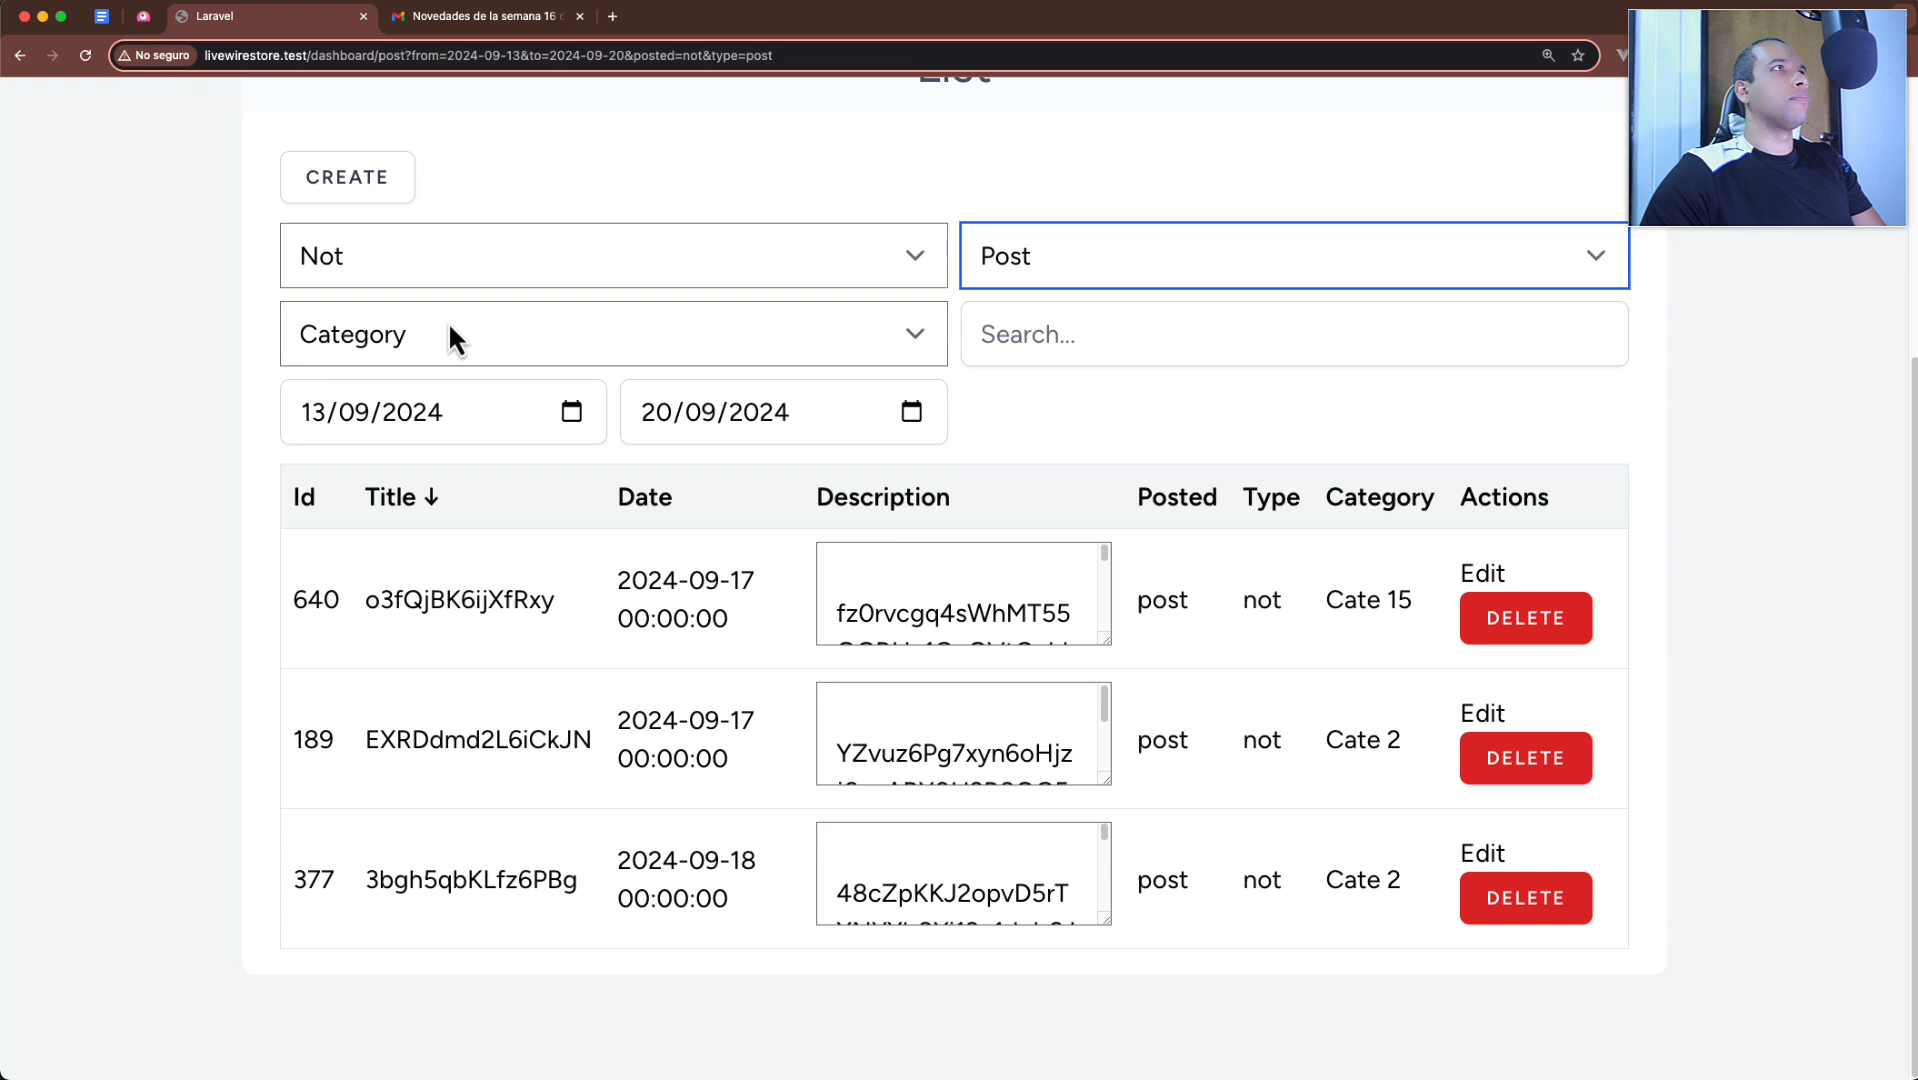 Laravel
Novedades de la semana 16
No seguro
livewirestore.test/dashboard/post?from=2024-09-13&to=2024-09-20&posted=not&type=post
CREATE
Not
Post
Category
Search...
13/09/2024
20/09/2024
Id Title ↓ Date Description Posted Type Category Actions
640 o3fQjBK6ijXfRxy 2024-09-17 00:00:00 fz0rvcgq4sWhMT55 post not Cate 15 Edit
DELETE
189 EXRDdmd2L6iCkJN 2024-09-17 00:00:00 YZvuz6Pg7xyn6oHjz post not Cate 2 Edit
DELETE
377 3bgh5qbKLfz6PBg 2024-09-18 00:00:00 48cZpKKJ2opvD5rT post not Cate 2 Edit
DELETE